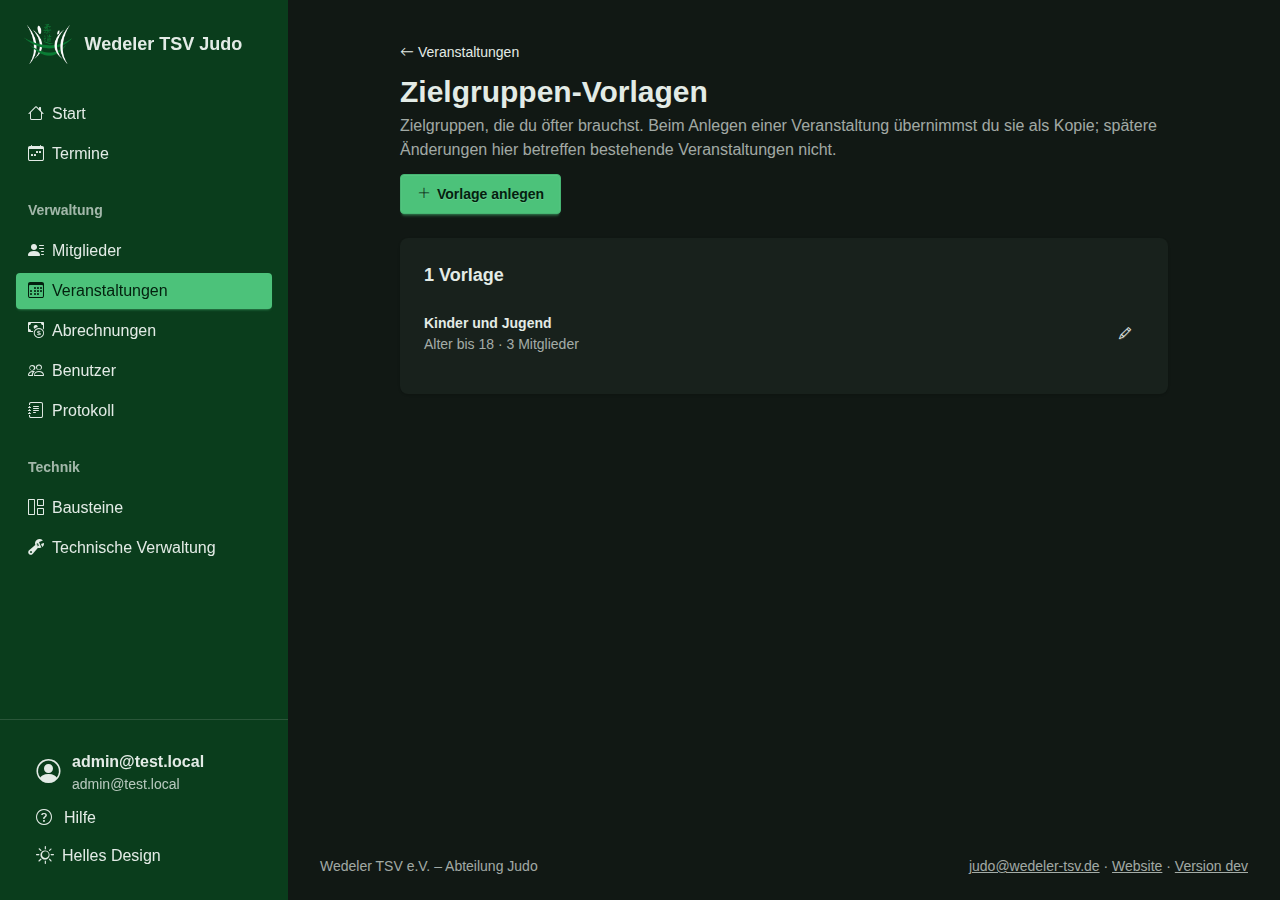 Wedeler TSV Judo
Start
Termine
Verwaltung
Mitglieder
Veranstaltungen
Abrechnungen
Benutzer
Protokoll
Technik
Bausteine
Technische Verwaltung
admin@test.local
admin@test.local
Hilfe
Helles Design
← Veranstaltungen
Zielgruppen-Vorlagen
Zielgruppen, die du öfter brauchst. Beim Anlegen einer Veranstaltung übernimmst du sie als Kopie; spätere
Änderungen hier betreffen bestehende Veranstaltungen nicht.
+ Vorlage anlegen
1 Vorlage
Kinder und Jugend
Alter bis 18 · 3 Mitglieder
Wedeler TSV e.V. – Abteilung Judo
judo@wedeler-tsv.de · Website · Version dev